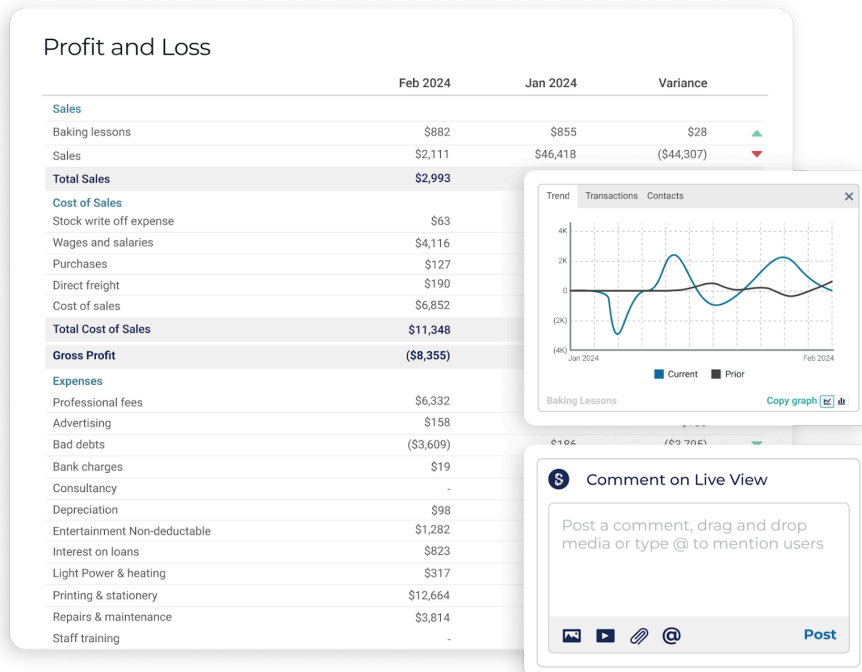 Profit and Loss
Feb 2024 Jan 2024 Variance
Sales
Baking lessons $882 $855 $28
Sales $2,111 $46,418 ($44,307)
Total Sales $2,993
Cost of Sales
Stock write off expense $63
Wages and salaries $4,116
Purchases $127
Direct freight $190
Cost of sales $6,852
Total Cost of Sales $11,348
Gross Profit ($8,355)
Expenses
Professional fees $6,332
Advertising $158
Bad debts ($3,609) $186 ($3,795)
Bank charges $19
Consultancy -
Depreciation $98
Entertainment Non-deductable $1,282
Interest on loans $823
Light Power & heating $317
Printing & stationery $12,664
Repairs & maintenance $3,814
Staff training -
Trend Transactions Contacts
4K
2K
0
(2K)
(4K)
Jan 2024 Feb 2024
Current Prior
Baking Lessons Copy graph
Comment on Live View
Post a comment, drag and drop
media or type @ to mention users
@ Post